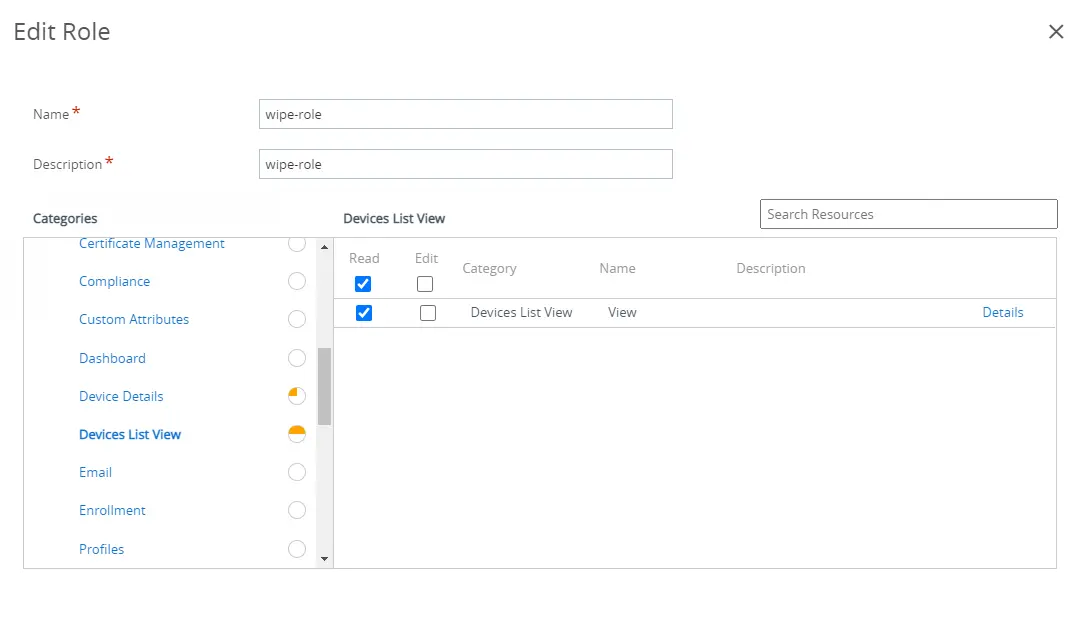 Edit Role
Name *
wipe-role
Description *
wipe-role
Categories
Devices List View
Search Resources
Certificate Management
Compliance
Custom Attributes
Dashboard
Device Details
Devices List View
Email
Enrollment
Profiles
Read Edit Category Name Description
Devices List View View Details